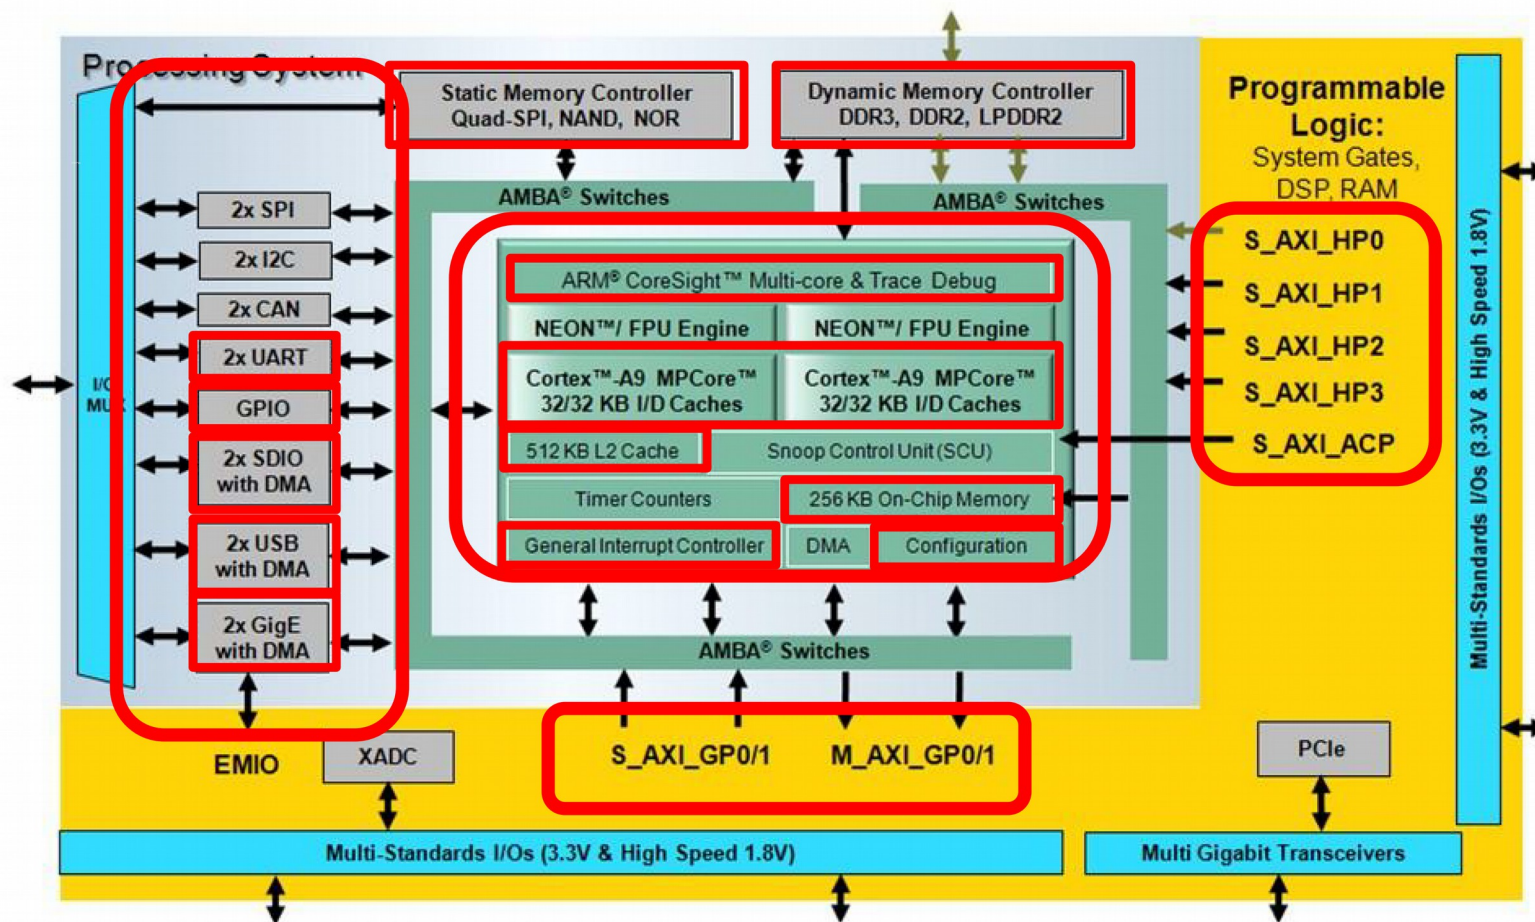 Processing System
Static Memory Controller
Quad-SPI, NAND, NOR
Dynamic Memory Controller
DDR3, DDR2, LPDDR2
Programmable
Logic:
System Gates,
DSP, RAM
AMBA® Switches
AMBA® Switches
2x SPI
2x I2C
2x CAN
2x UART
GPIO
2x SDIO
with DMA
2x USB
with DMA
2x GigE
with DMA
I/O
MUX
ARM® CoreSight™ Multi-core & Trace Debug
NEON™/ FPU Engine
NEON™/ FPU Engine
Cortex™-A9 MPCore™
32/32 KB I/D Caches
Cortex™-A9 MPCore™
32/32 KB I/D Caches
512 KB L2 Cache
Snoop Control Unit (SCU)
Timer Counters
256 KB On-Chip Memory
General Interrupt Controller
DMA
Configuration
S_AXI_HP0
S_AXI_HP1
S_AXI_HP2
S_AXI_HP3
S_AXI_ACP
Multi-Standards I/Os (3.3V & High Speed 1.8V)
AMBA® Switches
EMIO
XADC
S_AXI_GP0/1
M_AXI_GP0/1
PCIe
Multi-Standards I/Os (3.3V & High Speed 1.8V)
Multi Gigabit Transceivers